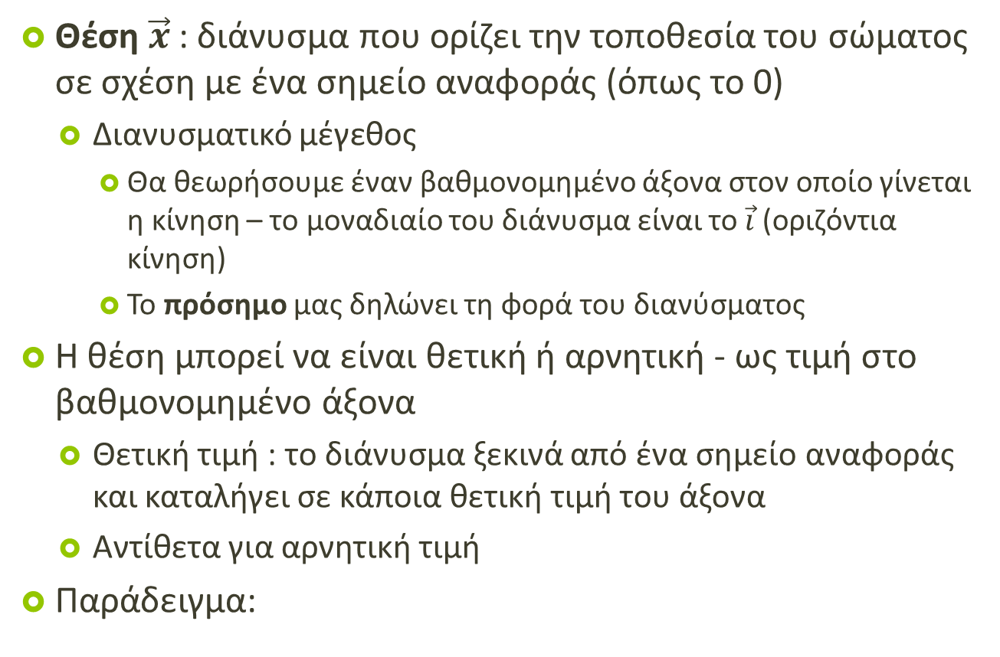 Θέση x⃗ : διάνυσμα που ορίζει την τοποθεσία του σώματος
σε σχέση με ένα σημείο αναφοράς (όπως το 0)
Διανυσματικό μέγεθος
Θα θεωρήσουμε έναν βαθμονομημένο άξονα στον οποίο γίνεται
η κίνηση – το μοναδιαίο του διάνυσμα είναι το i⃗ (οριζόντια
κίνηση)
Το πρόσημο μας δηλώνει τη φορά του διανύσματος
Η θέση μπορεί να είναι θετική ή αρνητική - ως τιμή στο
βαθμονομημένο άξονα
Θετική τιμή : το διάνυσμα ξεκινά από ένα σημείο αναφοράς
και καταλήγει σε κάποια θετική τιμή του άξονα
Αντίθετα για αρνητική τιμή
Παράδειγμα: